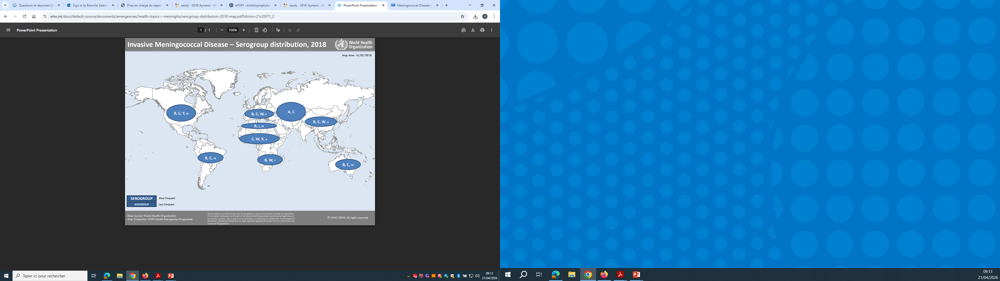 Questions et réponses (3)
Sign in to Branche Externe
Prise en charge du sepsis
easily - SEVE Aymeric - M
ePOPI - Antibioprophylaxi
easily - SEVE Aymeric - M
PowerPoint Presentation
Meningococcal Disease |
who.int/docs/default-source/documents/emergencies/health-topics---meningitis/serogroup-distribution-2018-map.pdf?sfvrsn=21c35f71_2
a
PowerPoint Presentation
1 / 1
100%
Invasive Meningococcal Disease – Serogroup distribution, 2018
World Health
Organization
Map date: 16/02/2018
B, C, Y, W
B, C, W, Y
A, C
B, C, W, A
B, C, W
C, W, X, A
B, C, W
B, W, Y
B, C, W
SEROGROUP Most frequent
SEROGROUP Less frequent
Data Source: World Health Organization
Map Production: WHO Health Emergencies Programme
The boundaries and names shown and the designations used on this map do not imply the expression
of any opinion whatsoever on the part of the World Health Organization concerning the legal status of
any country, territory, city or area or of its authorities, or concerning the delimitation of its frontiers or
boundaries. Dotted and dashed lines on maps represent approximate border lines for which there may
not yet be full agreement.
© WHO 2018. All rights reserved.
Taper ici pour rechercher
09:13
21/04/2026
09:13
21/04/2026